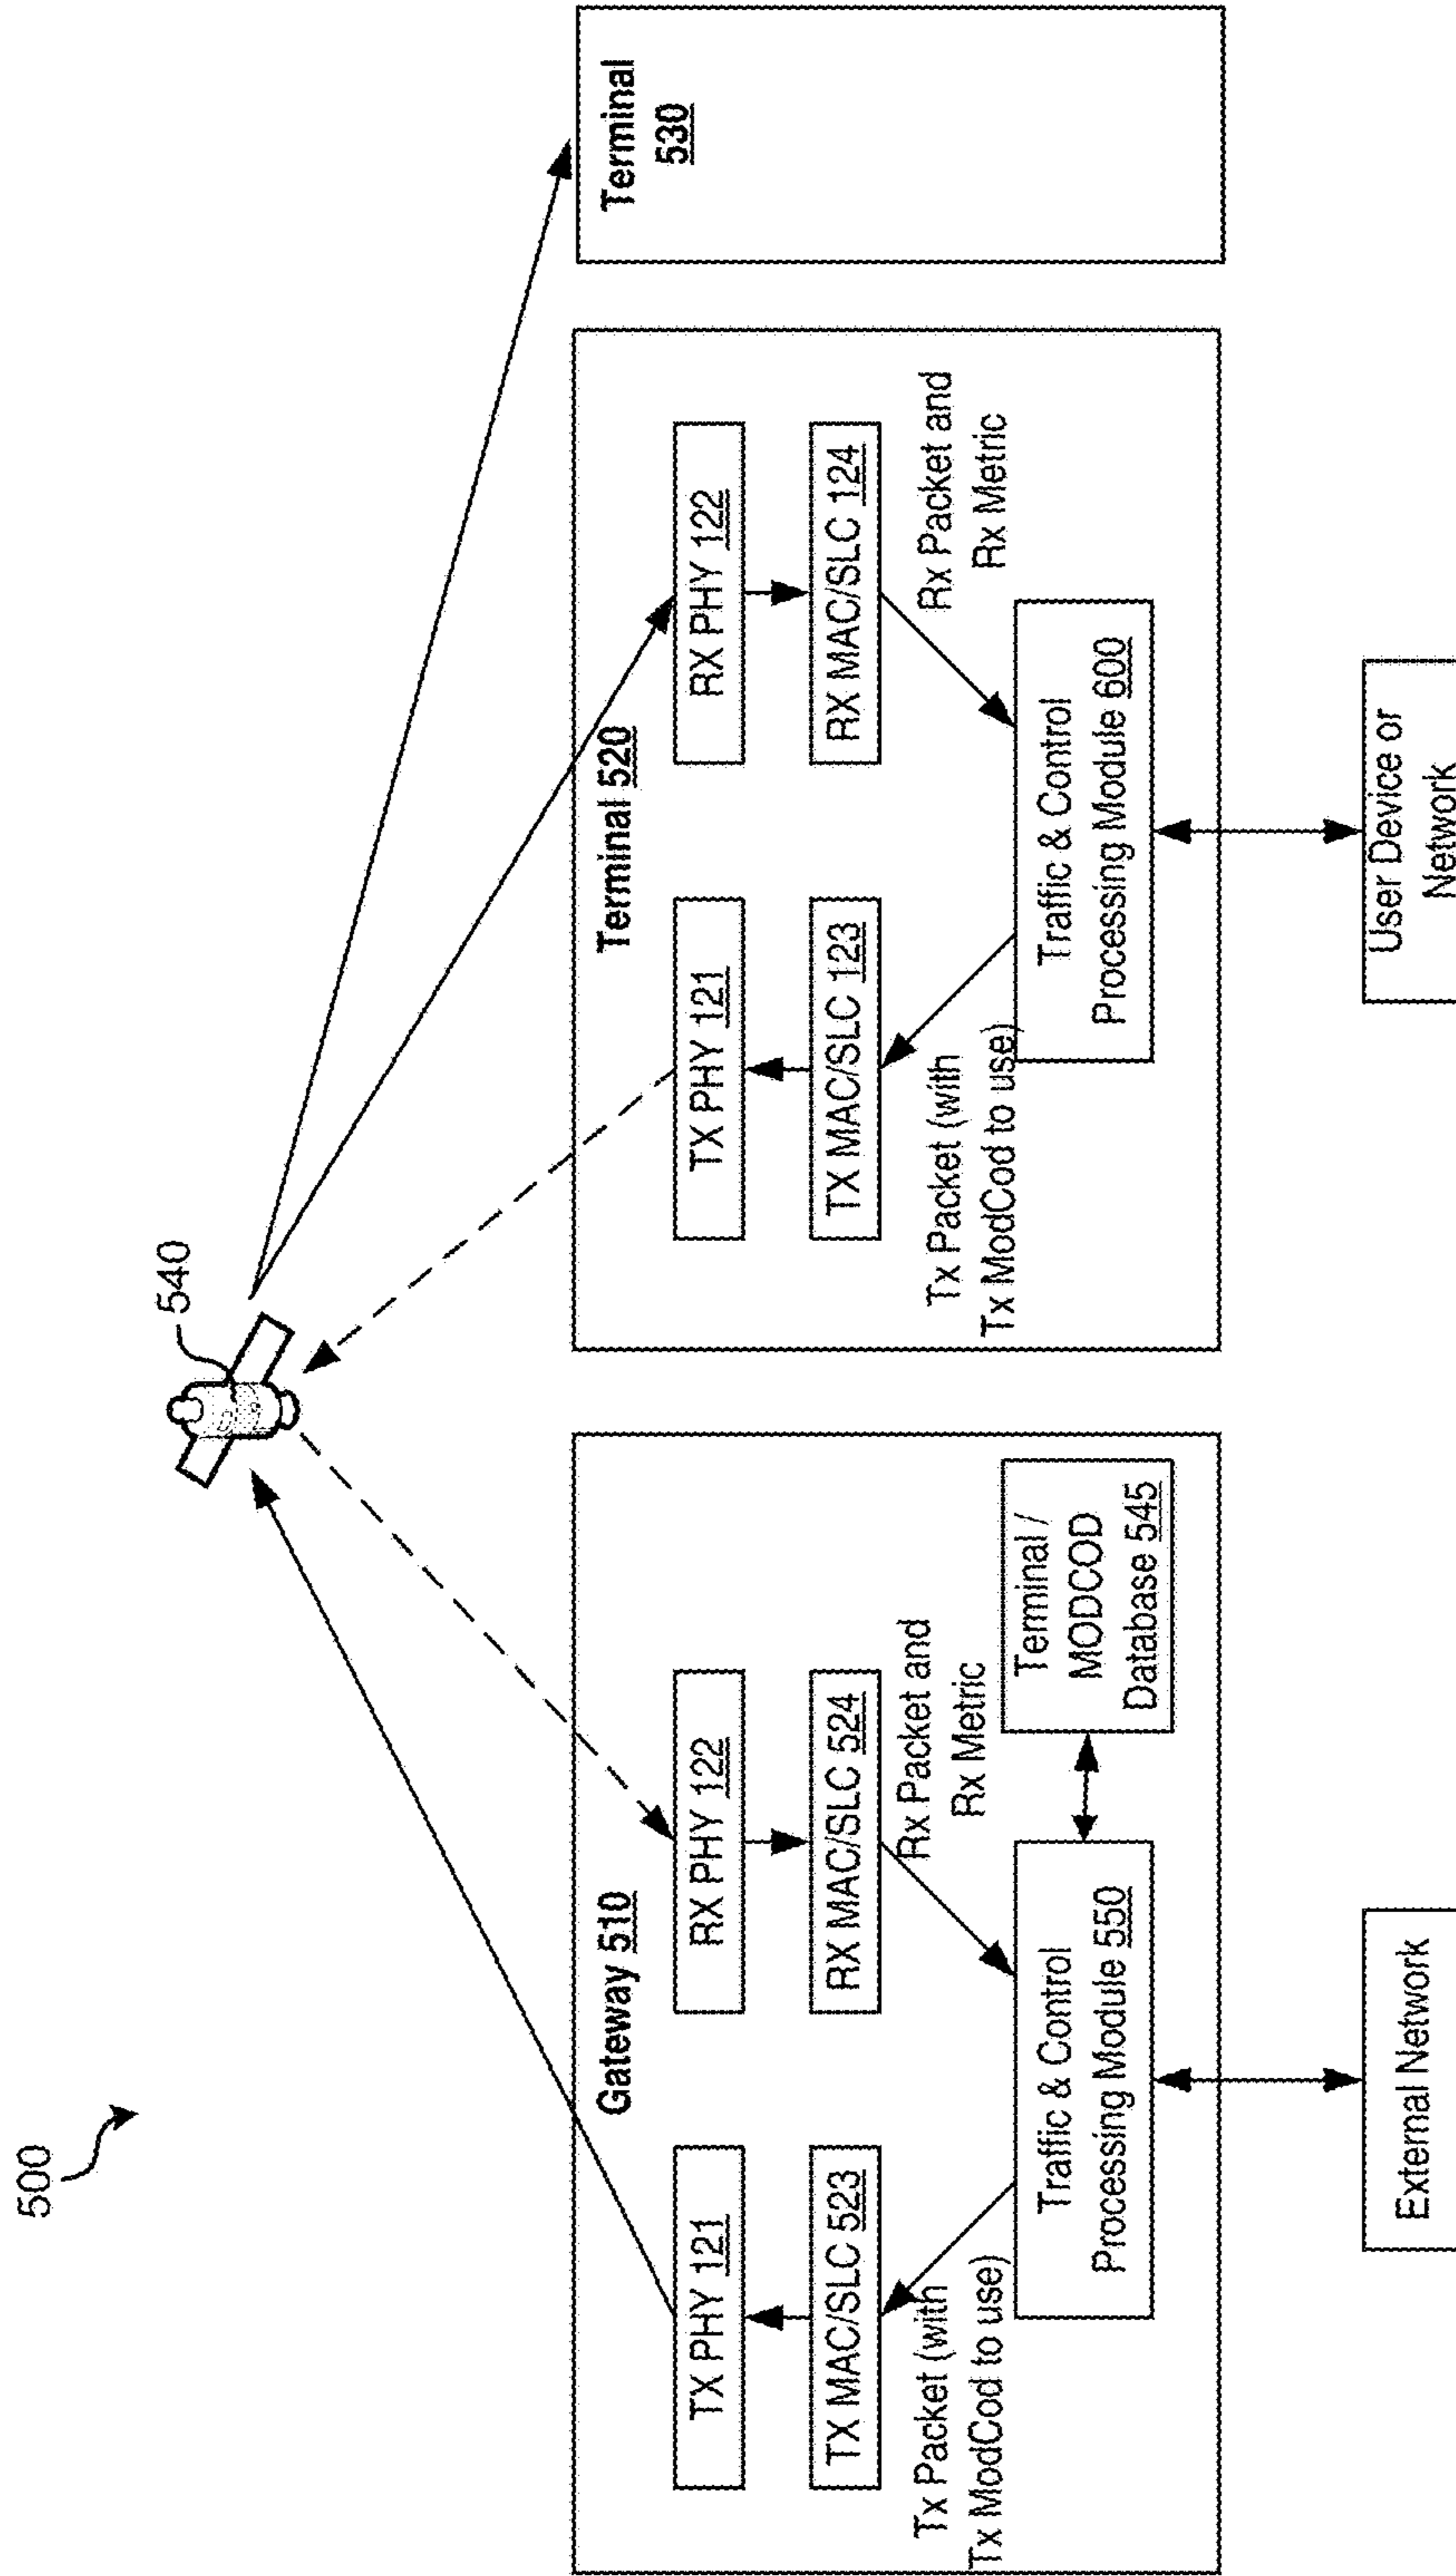 500
540
Gateway 510
TX PHY 121
RX PHY 122
TX MAC/SLC 523
RX MAC/SLC 524
Tx Packet (with
Tx ModCod to use)
Rx Packet and
Rx Metric
Traffic & Control
Processing Module 550
Terminal /
MODCOD
Database 545
External Network
Terminal 520
TX PHY 121
RX PHY 122
TX MAC/SLC 123
RX MAC/SLC 124
Tx Packet (with
Tx ModCod to use)
Rx Packet and
Rx Metric
Traffic & Control
Processing Module 600
User Device or
Network
Terminal
530